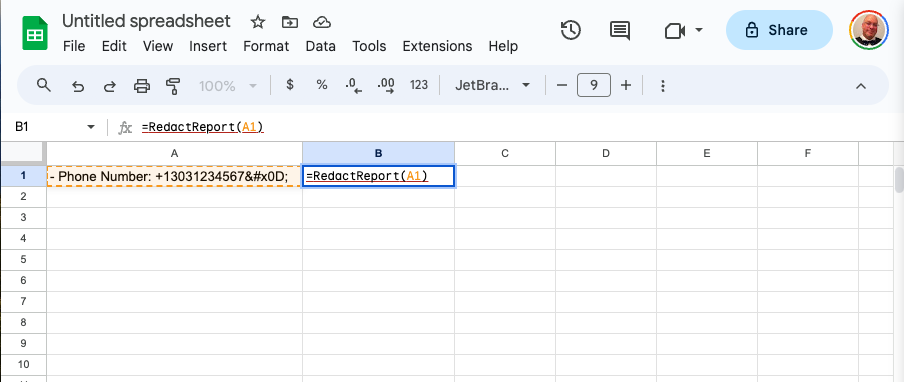 Untitled spreadsheet
File Edit View Insert Format Data Tools Extensions Help
Share
100% $ % .0 .00 123 JetBra... 9
B1 fx =RedactReport(A1)
A B C D E F
1 - Phone Number: +13031234567&#x0D; =RedactReport(A1)
2
3
4
5
6
7
8
9
10